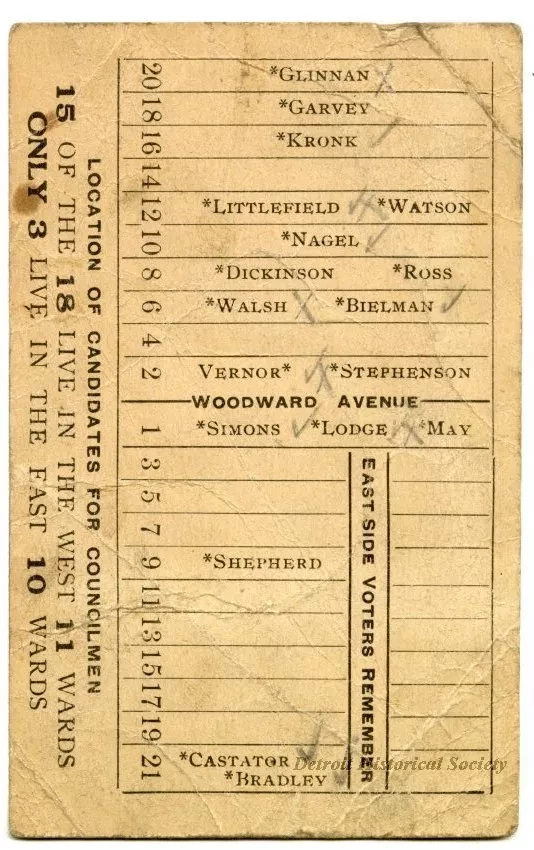 LOCATION OF CANDIDATES FOR COUNCILMEN
15 OF THE 18 LIVE IN THE WEST 11 WARDS
ONLY 3 LIVE IN THE EAST 10 WARDS
20 *GLINNAN
18 *GARVEY
16 *KRONK
14
12 *LITTLEFIELD *WATSON
10 *NAGEL
8 *DICKINSON *ROSS
6 *WALSH *BIELMAN
4
2 VERNOR* *STEPHENSON
WOODWARD AVENUE
1 *SIMONS *LODGE *MAY
3
5
7
9 *SHEPHERD
11
13
15
17
19
21 *CASTATOR
*BRADLEY
EAST SIDE VOTERS REMEMBER
Detroit Historical Society